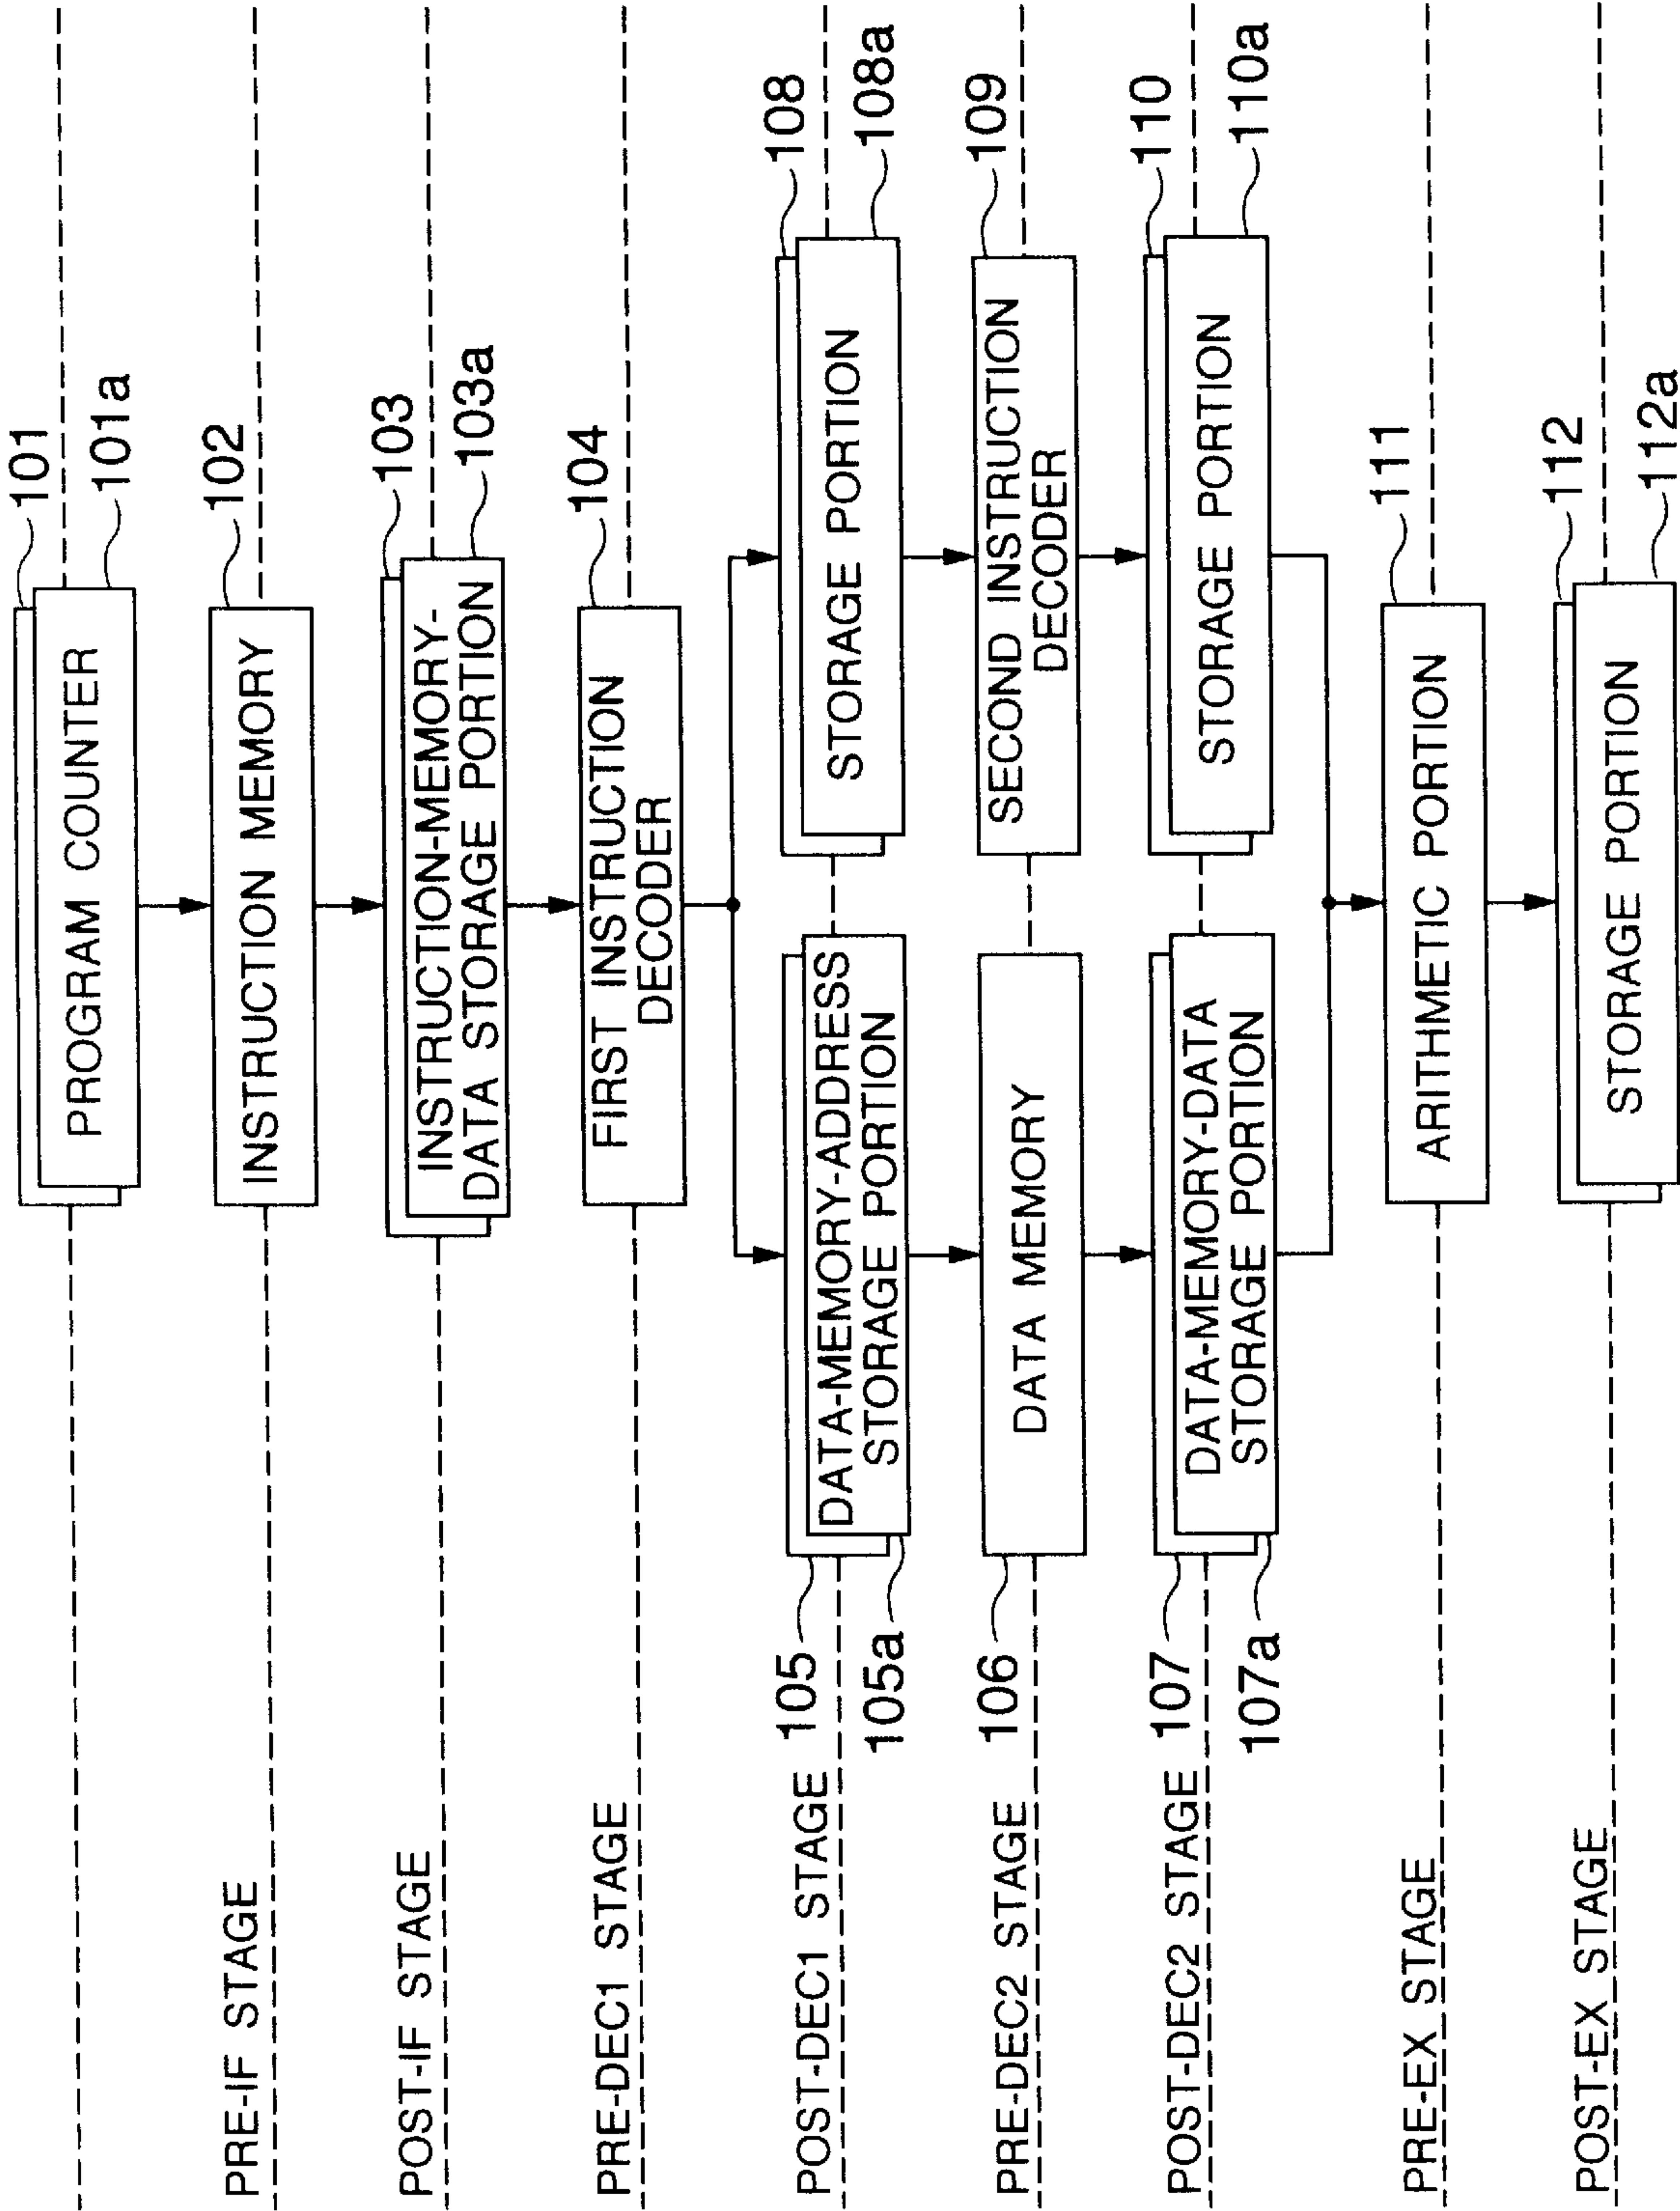 101
PROGRAM COUNTER
101a
PRE-IF STAGE
INSTRUCTION MEMORY
102
POST-IF STAGE
INSTRUCTION-MEMORY-
DATA STORAGE PORTION
103
103a
PRE-DEC1 STAGE
FIRST INSTRUCTION
DECODER
104
POST-DEC1 STAGE
105
105a
DATA-MEMORY-ADDRESS
STORAGE PORTION
STORAGE PORTION
108
108a
PRE-DEC2 STAGE
106
DATA MEMORY
SECOND INSTRUCTION
DECODER
109
POST-DEC2 STAGE
107
107a
DATA-MEMORY-DATA
STORAGE PORTION
STORAGE PORTION
110
110a
PRE-EX STAGE
ARITHMETIC PORTION
111
POST-EX STAGE
STORAGE PORTION
112
112a